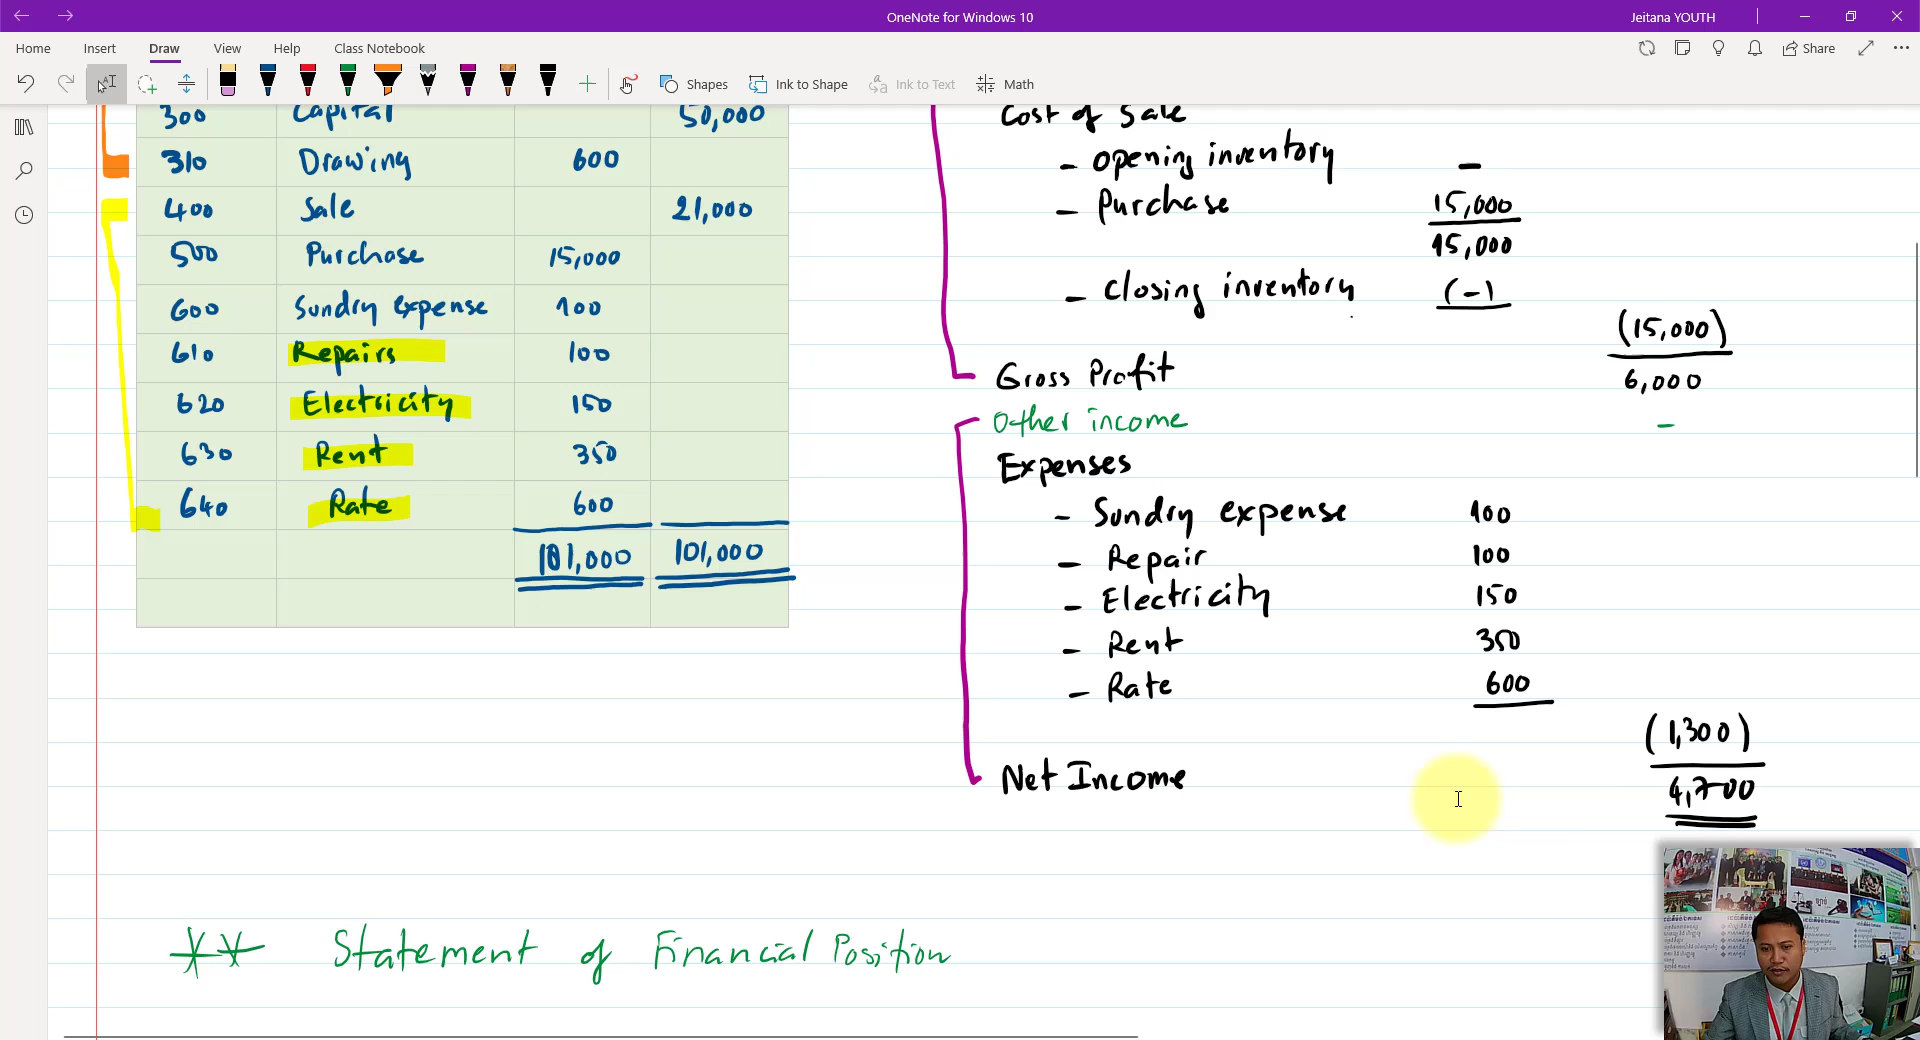 OneNote for Windows 10
Jeitana YOUTH
Home Insert Draw View Help Class Notebook
Share
Shapes Ink to Shape Ink to Text Math
300 Capital 50,000
310 Drawing 600
400 Sale 21,000
500 Purchase 15,000
600 Sundry expense 100
610 Repairs 100
620 Electricity 150
630 Rent 350
640 Rate 600
101,000 101,000
Cost of Sale
- Opening inventory -
- Purchase 15,000
15,000
- Closing inventory (-)
(15,000)
Gross Profit 6,000
Other income -
Expenses
- Sundry expense 100
- Repair 100
- Electricity 150
- Rent 350
- Rate 600
(1,300)
Net Income 4,700
** Statement of Financial Position